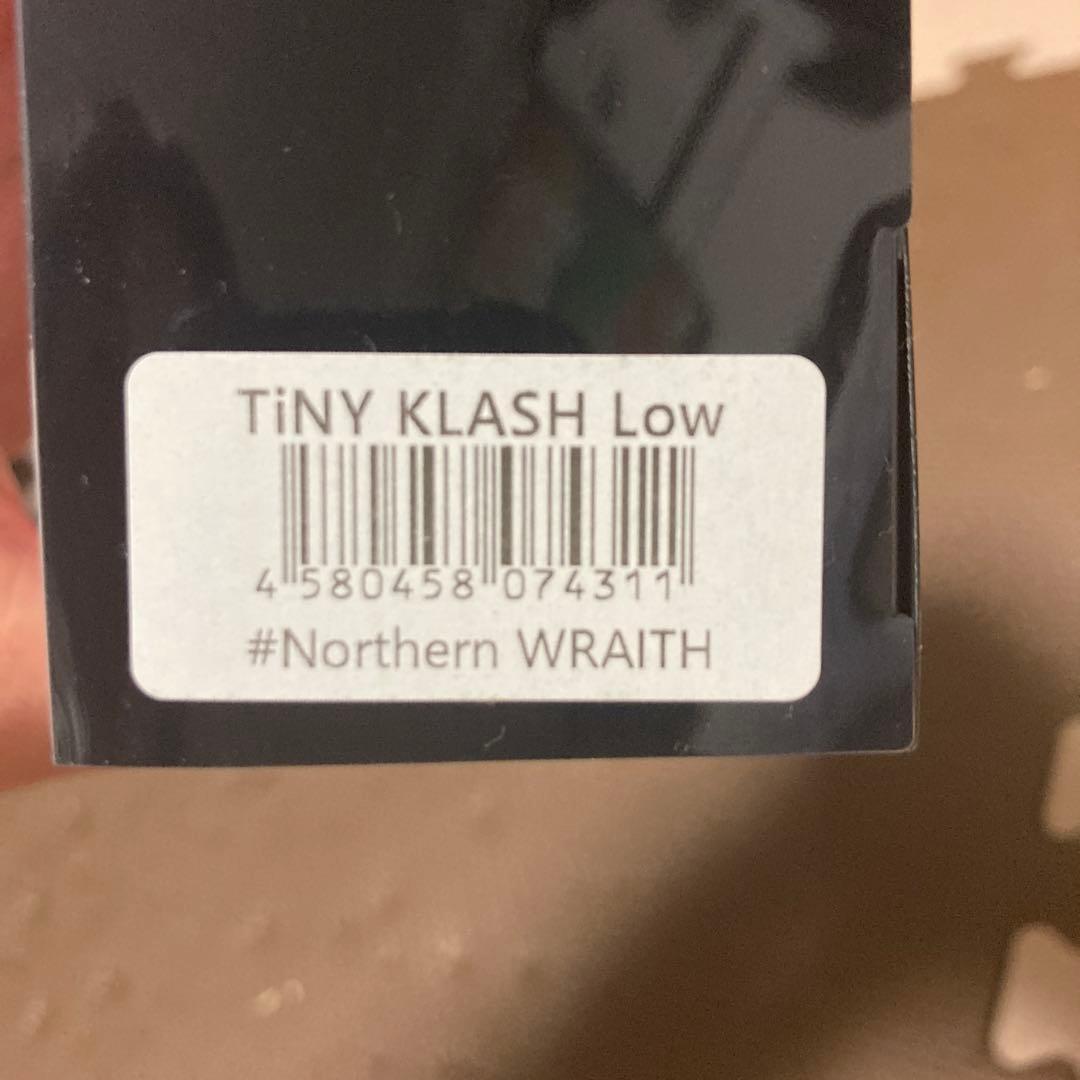 TiNY KLASH Low
4 580458 074311
#Northern WRAITH